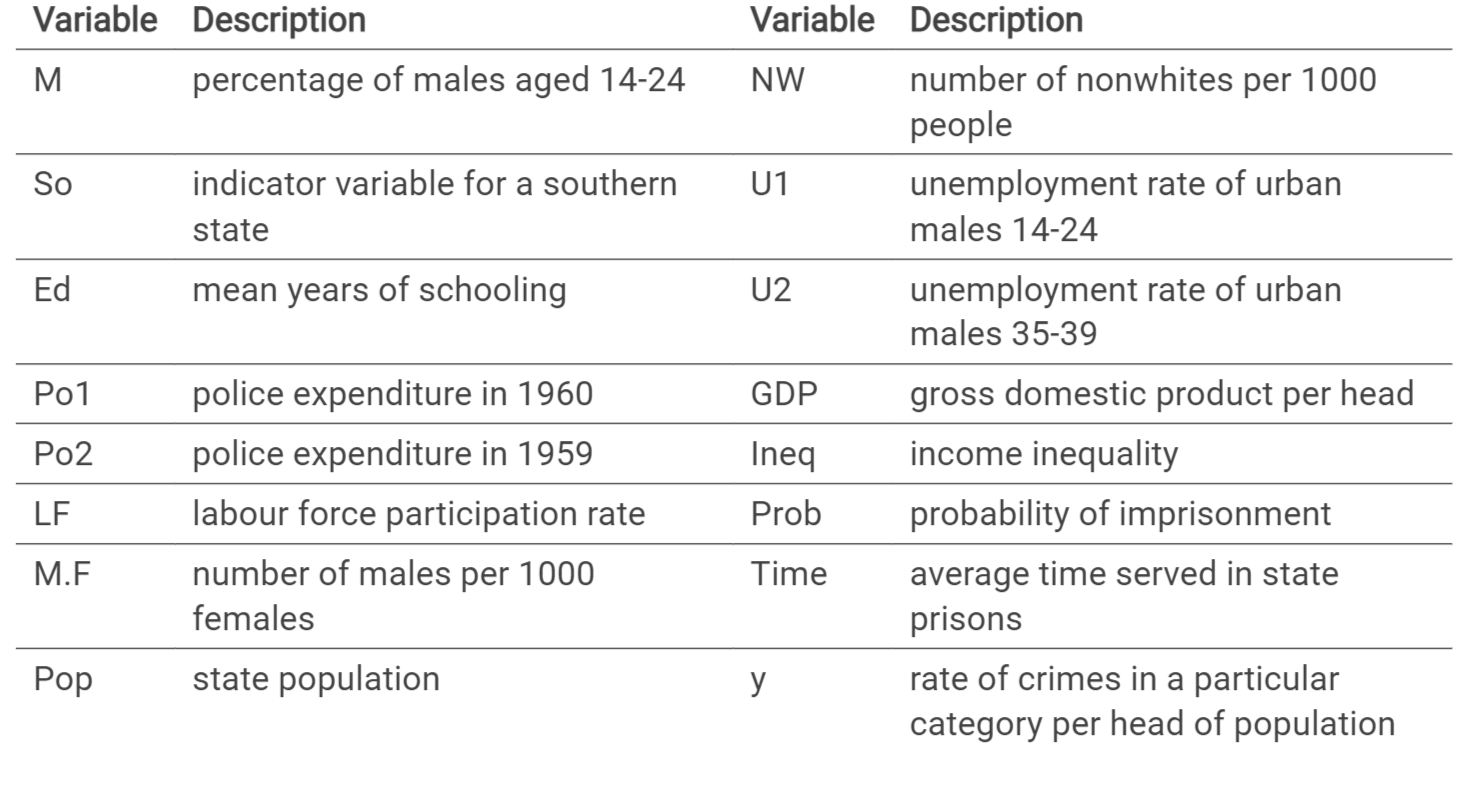 Variable Description Variable Description
M percentage of males aged 14-24 NW number of nonwhites per 1000
people
So indicator variable for a southern U1 unemployment rate of urban
state males 14-24
Ed mean years of schooling U2 unemployment rate of urban
males 35-39
Po1 police expenditure in 1960 GDP gross domestic product per head
Po2 police expenditure in 1959 Ineq income inequality
LF labour force participation rate Prob probability of imprisonment
M.F number of males per 1000 Time average time served in state
females prisons
Pop state population y rate of crimes in a particular
category per head of population